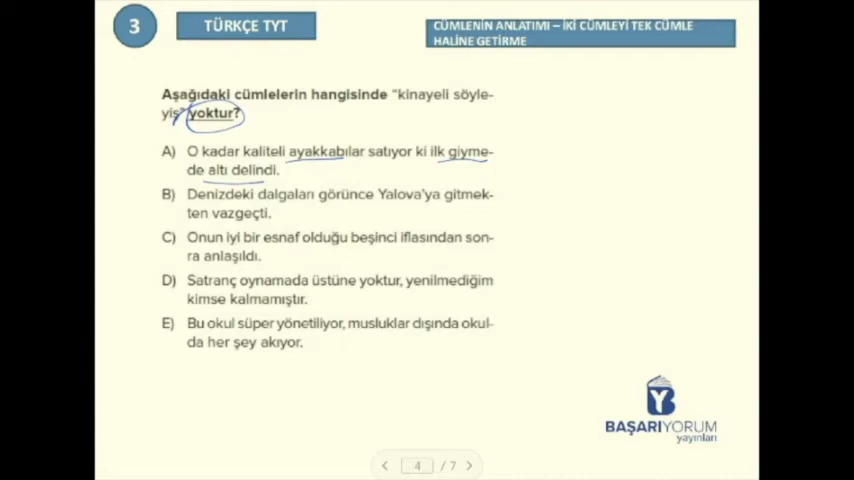 3
TÜRKÇE TYT
CÜMLENİN ANLATIMI – İKİ CÜMLEYİ TEK CÜMLE
HALİNE GETİRME
Aşağıdaki cümlelerin hangisinde "kinayeli söyle-
yiş" yoktur?
A) O kadar kaliteli ayakkabılar satıyor ki ilk giyme-
de altı delindi.
B) Denizdeki dalgaları görünce Yalova'ya gitmek-
ten vazgeçti.
C) Onun iyi bir esnaf olduğu beşinci iflasından son-
ra anlaşıldı.
D) Satranç oynamada üstüne yoktur, yenilmediğim
kimse kalmamıştır.
E) Bu okul süper yönetiliyor, musluklar dışında okul-
da her şey akıyor.
BAŞARIYORUM
yayınları
4 / 7